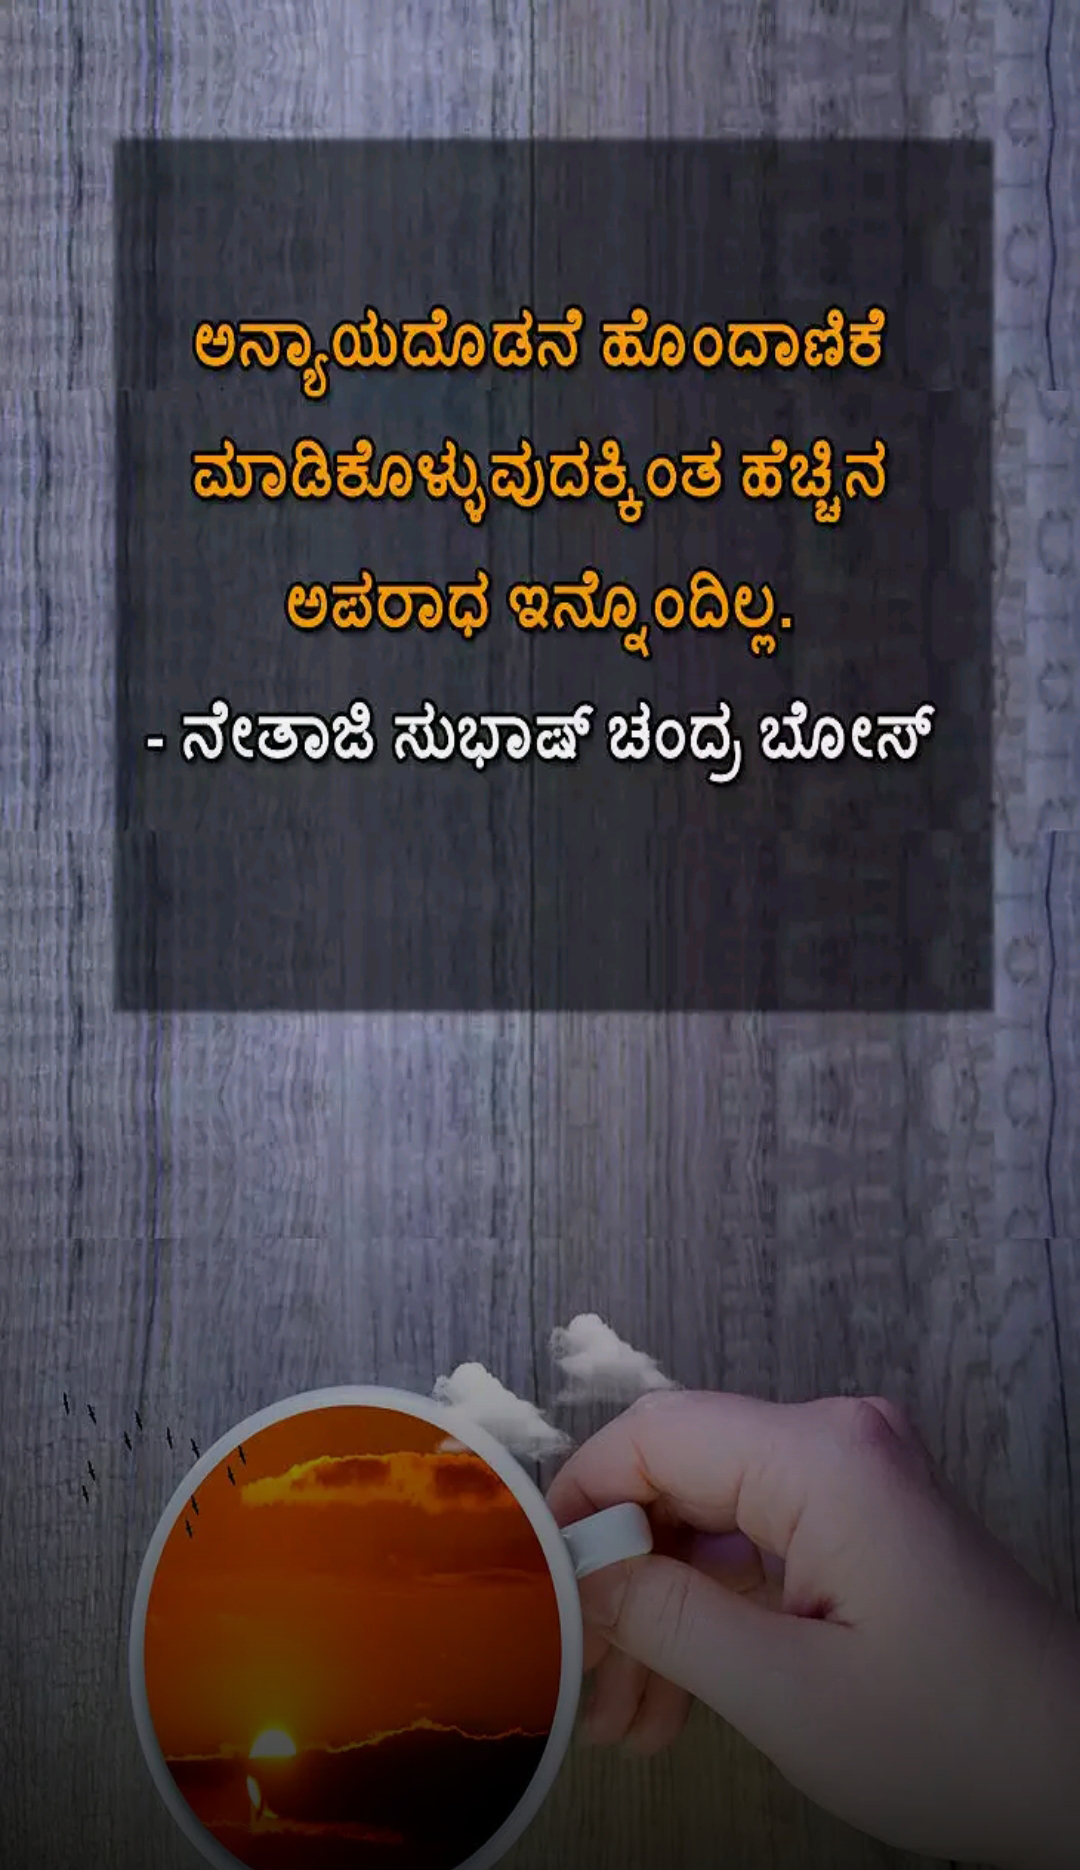 ಅನ್ಯಾಯದೊಡನೆ ಹೊಂದಾಣಿಕೆ
ಮಾಡಿಕೊಳ್ಳುವುದಕ್ಕಿಂತ ಹೆಚ್ಚಿನ
ಅಪರಾಧ ಇನ್ನೊಂದಿಲ್ಲ.
- ನೇತಾಜಿ ಸುಭಾಷ್ ಚಂದ್ರ ಬೋಸ್